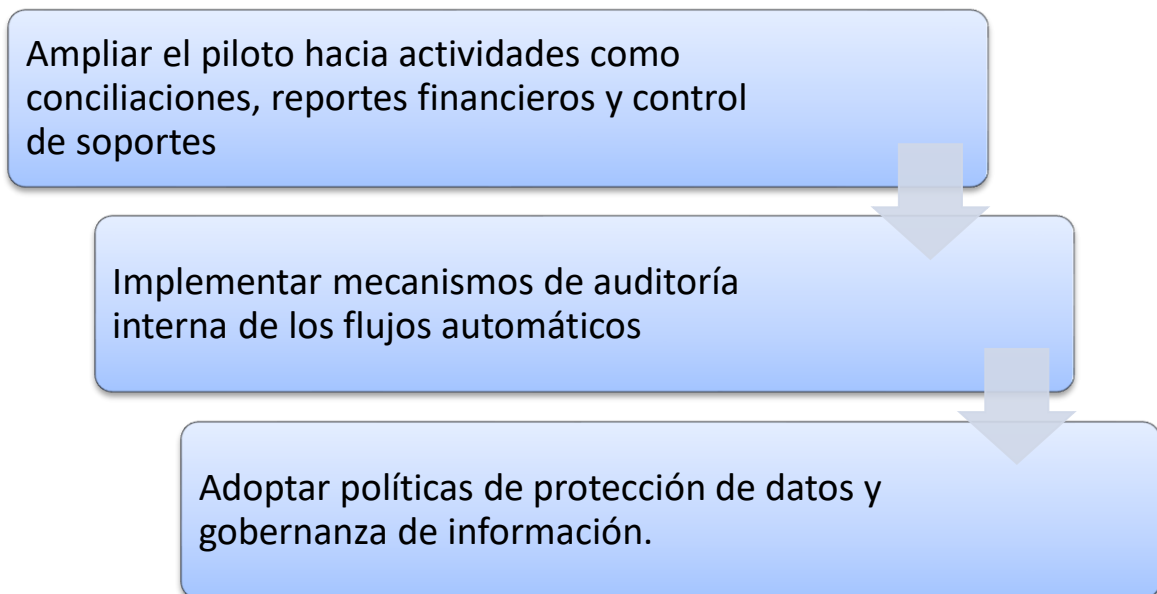 Ampliar el piloto hacia actividades como
conciliaciones, reportes financieros y control
de soportes
Implementar mecanismos de auditoría
interna de los flujos automáticos
Adoptar políticas de protección de datos y
gobernanza de información.